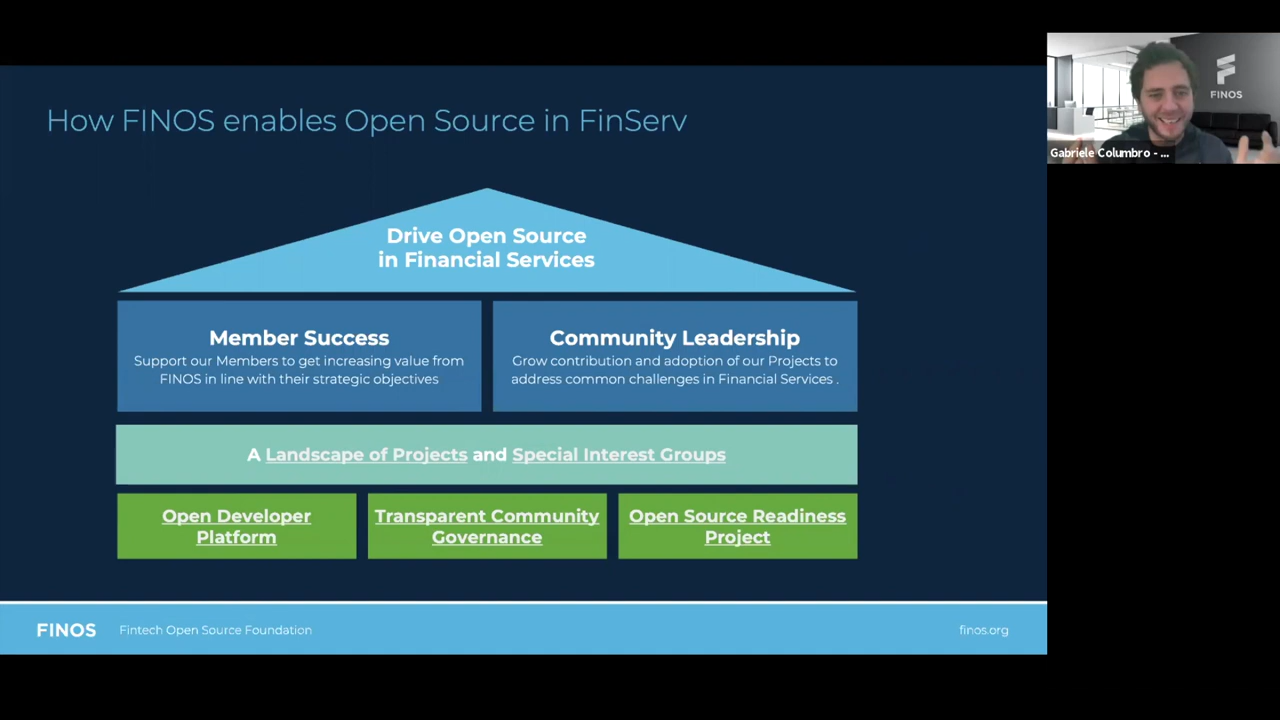 How FINOS enables Open Source in FinServ
Drive Open Source
in Financial Services
Member Success
Support our Members to get increasing value from
FINOS in line with their strategic objectives
Community Leadership
Grow contribution and adoption of our Projects to
address common challenges in Financial Services .
A Landscape of Projects and Special Interest Groups
Open Developer
Platform
Transparent Community
Governance
Open Source Readiness
Project
FINOS Fintech Open Source Foundation
finos.org
FINOS
Gabriele Columbro - ...